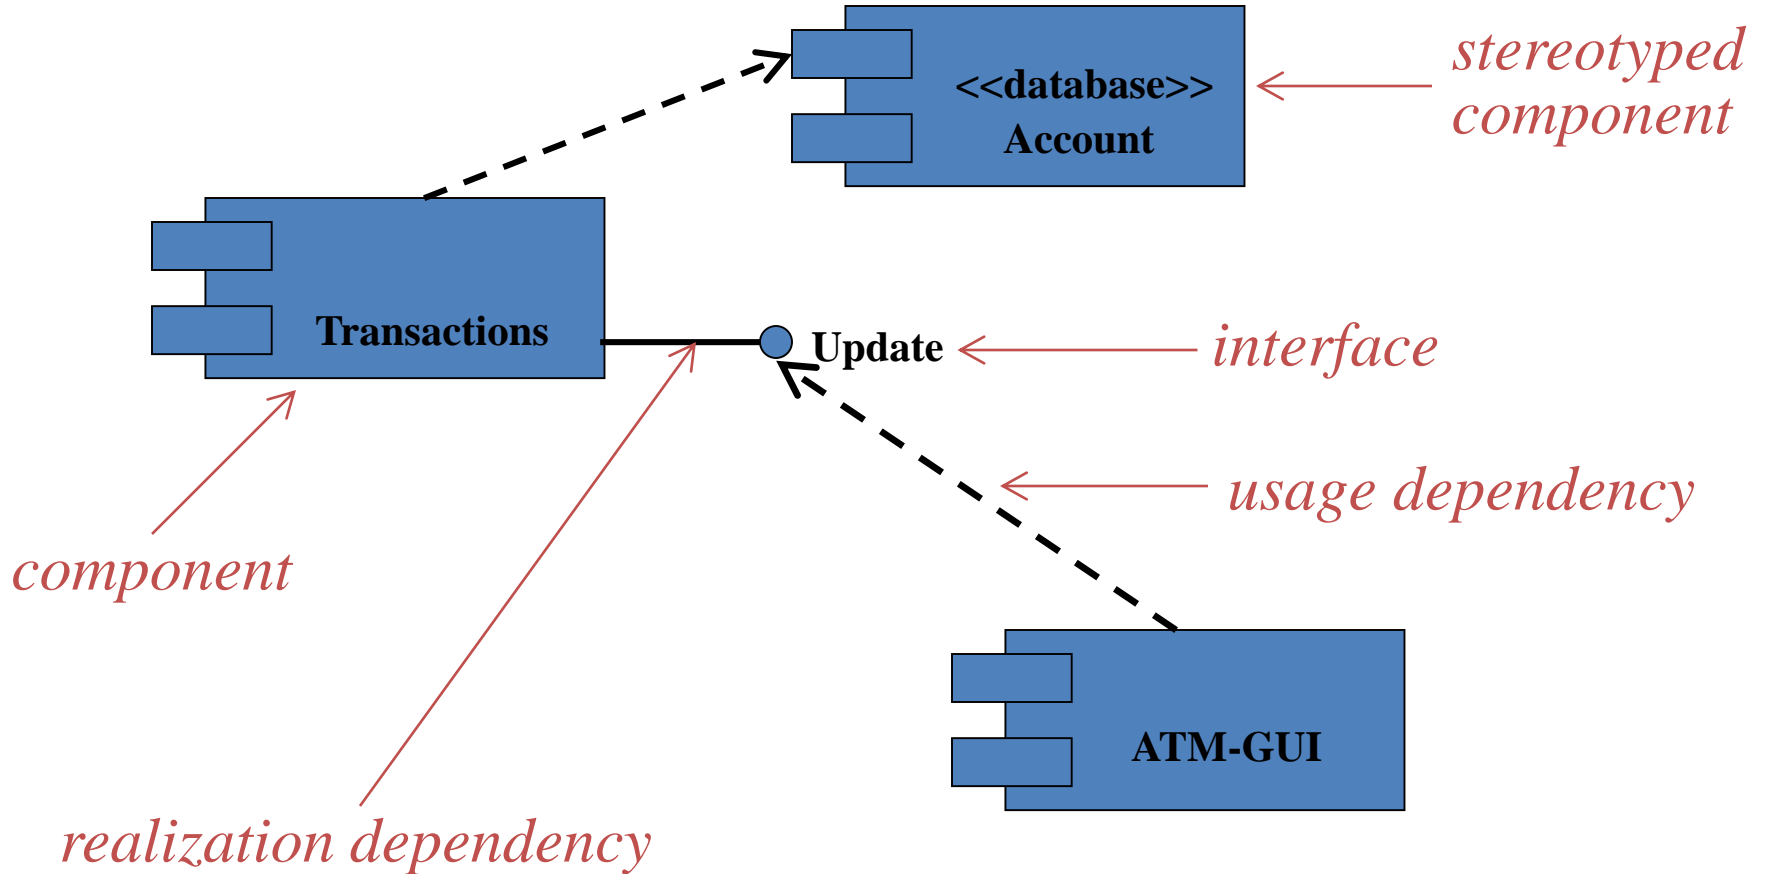 stereotyped
component
<<database>>
Account
Transactions
Update
interface
usage dependency
component
ATM-GUI
realization dependency